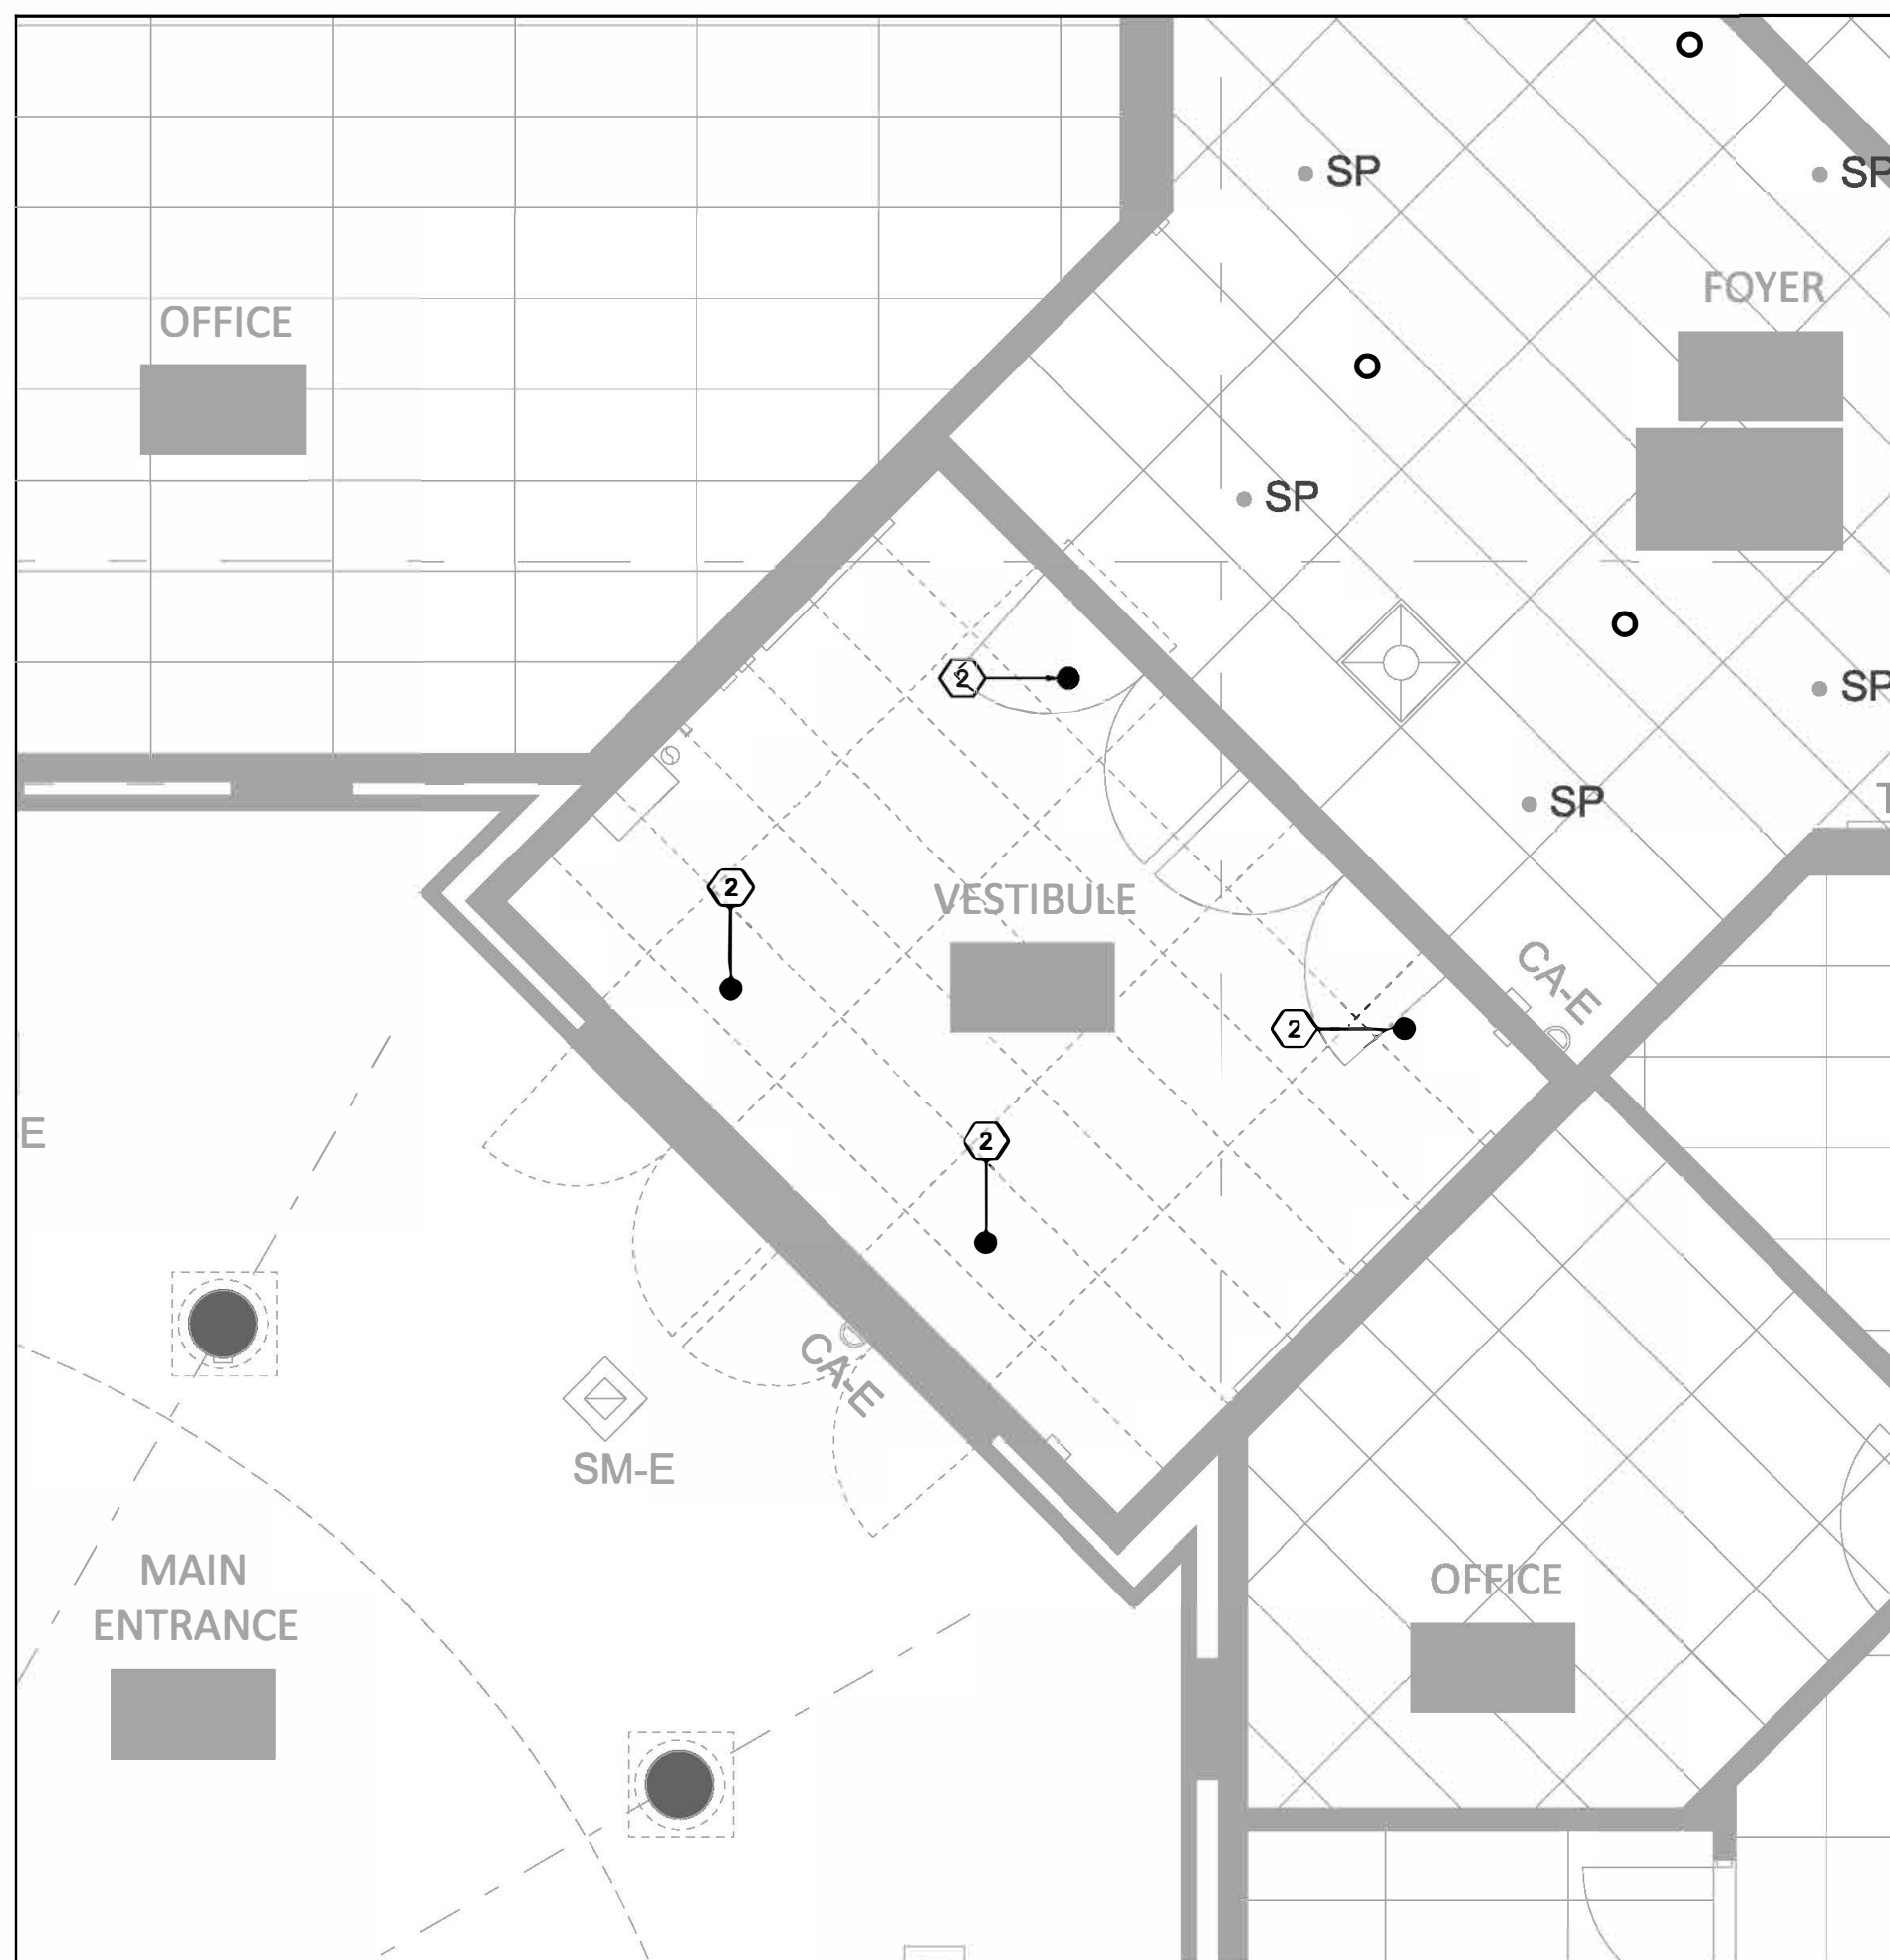 SP
SP
FOYER
OFFICE
SP
2
SP
SP
2
VESTIBULE
CA-E
2
E
2
CA-E
SM-E
MAIN
ENTRANCE
OFFICE